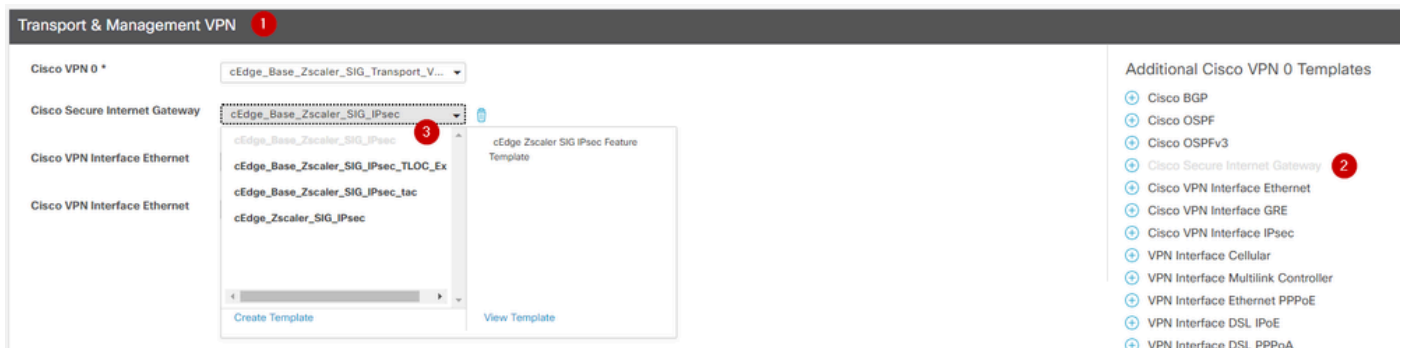 Transport & Management VPN 1
Cisco VPN 0 *
cEdge_Base_Zscaler_SIG_Transport_V...
Cisco Secure Internet Gateway
cEdge_Base_Zscaler_SIG_IPsec
3
cEdge_Base_Zscaler_SIG_IPsec
cEdge_Base_Zscaler_SIG_IPsec_TLOC_Ex
cEdge_Base_Zscaler_SIG_IPsec_tac
cEdge_Zscaler_SIG_IPsec
Create Template
cEdge Zscaler SIG IPsec Feature
Template
View Template
Cisco VPN Interface Ethernet
Cisco VPN Interface Ethernet
Additional Cisco VPN 0 Templates
Cisco BGP
Cisco OSPF
Cisco OSPFv3
Cisco Secure Internet Gateway 2
Cisco VPN Interface Ethernet
Cisco VPN Interface GRE
Cisco VPN Interface IPsec
VPN Interface Cellular
VPN Interface Multilink Controller
VPN Interface Ethernet PPPoE
VPN Interface DSL IPoE
VPN Interface DSL PPPoA